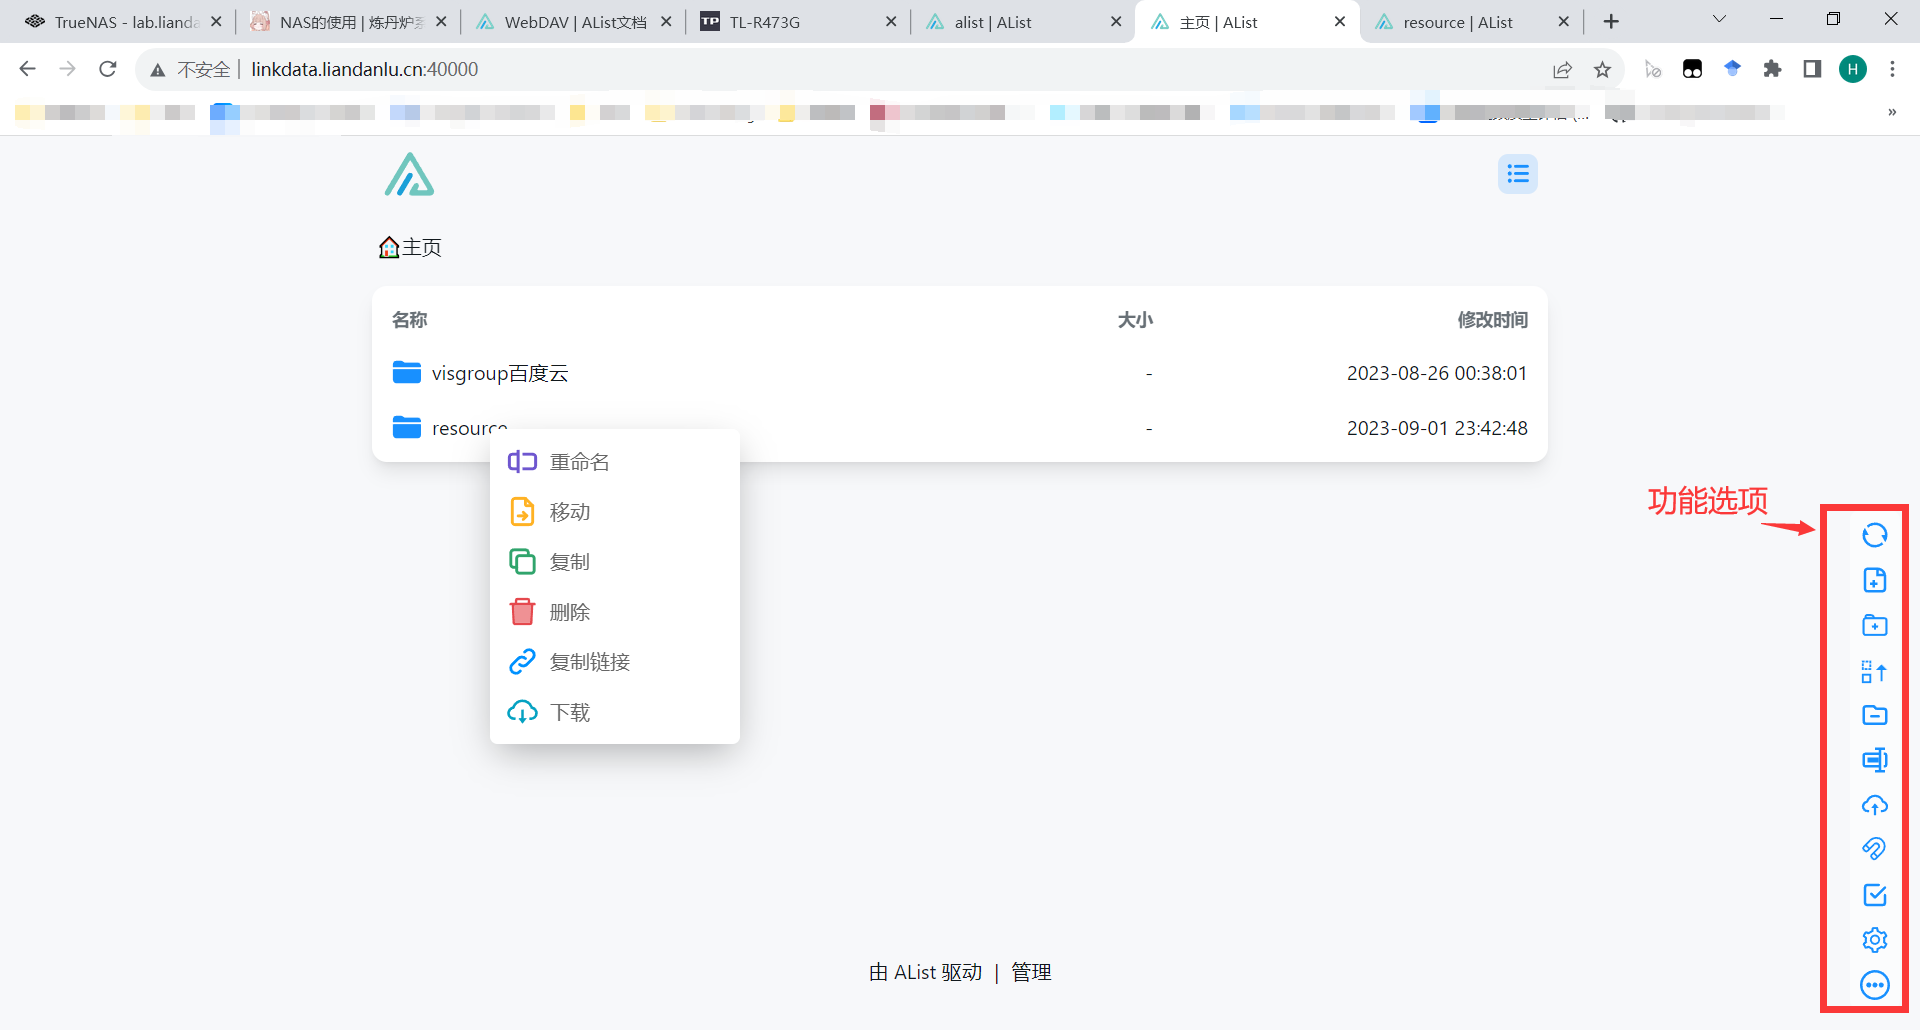 TrueNAS - lab.lianda
NAS的使用 | 炼丹炉系
WebDAV | AList文档
TP
TL-R473G
alist | AList
主页 | AList
resource | AList
不安全
linkdata.liandanlu.cn:40000
H
»
主页
名称
大小
修改时间
visgroup百度云
-
2023-08-26 00:38:01
resource
-
2023-09-01 23:42:48
重命名
移动
复制
删除
复制链接
下载
功能选项
由 AList 驱动 | 管理